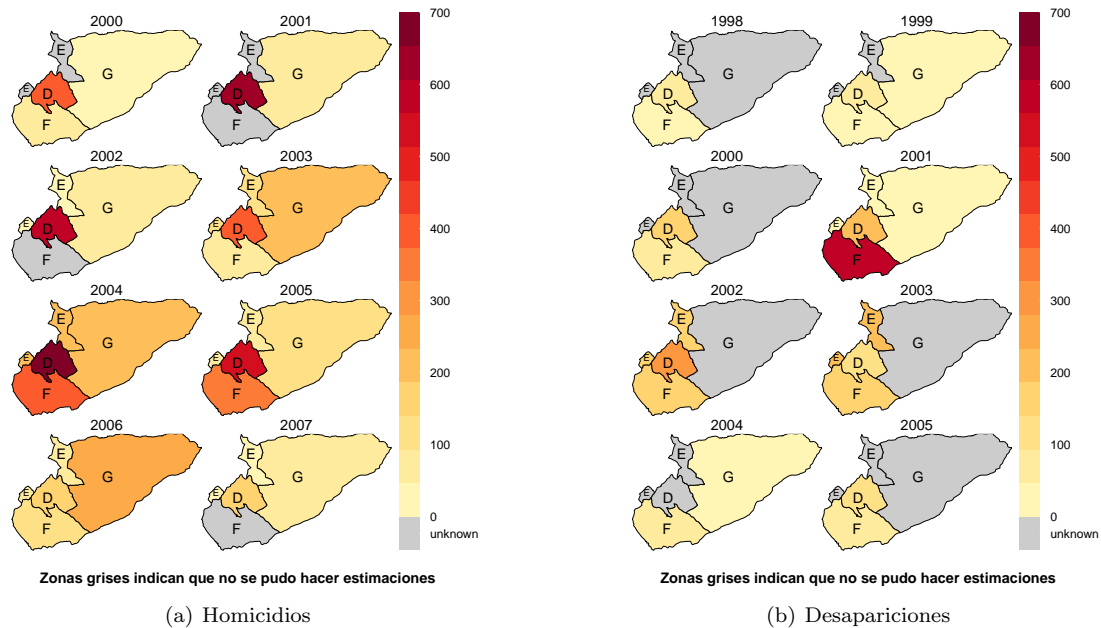 2000
2001
E
G
E
D
F
E
G
E
D
F
2002
2003
E
G
E
D
F
E
G
E
D
F
2004
2005
E
G
E
D
F
E
G
E
D
F
2006
2007
E
G
E
D
F
E
G
E
D
F
700
600
500
400
300
200
100
0
unknown
Zonas grises indican que no se pudo hacer estimaciones
(a) Homicidios
1998
1999
E
G
E
D
F
E
G
E
D
F
2000
2001
E
G
E
D
F
E
G
E
D
F
2002
2003
E
G
E
D
F
E
G
E
D
F
2004
2005
E
G
E
D
F
E
G
E
D
F
700
600
500
400
300
200
100
0
unknown
Zonas grises indican que no se pudo hacer estimaciones
(b) Desapariciones